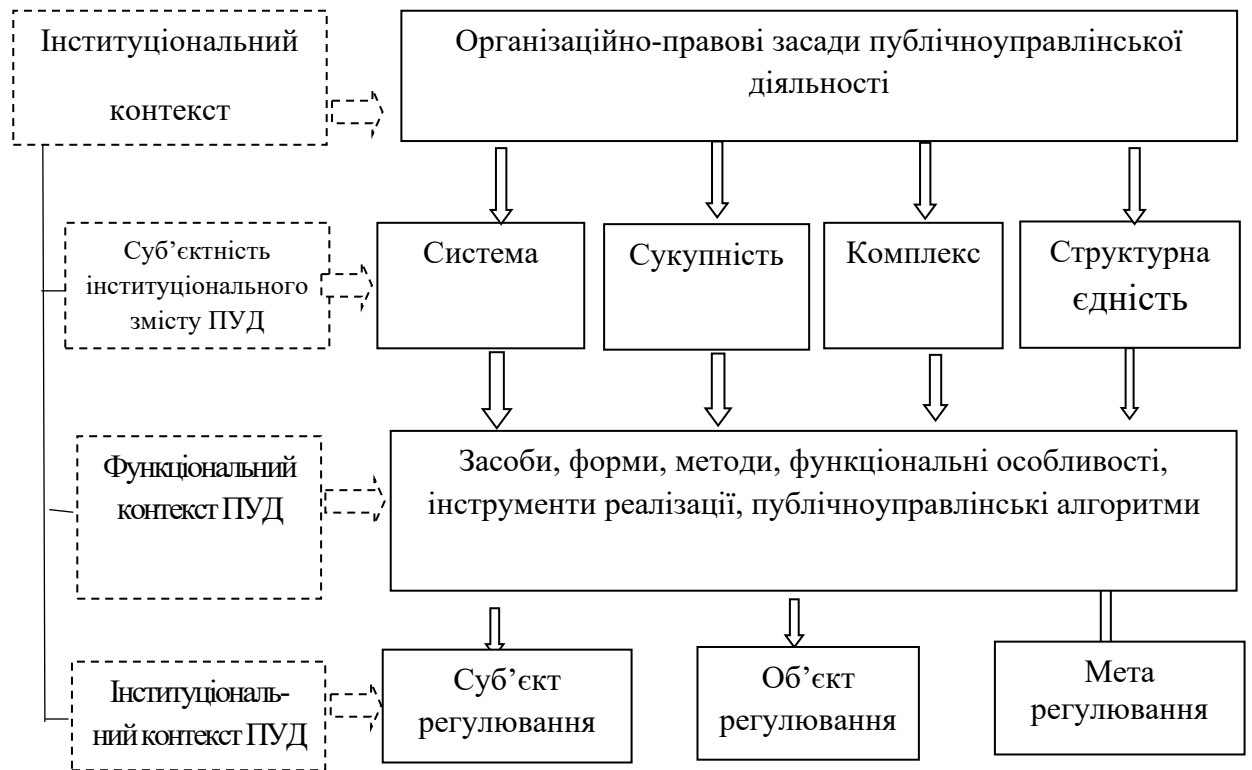 Інституціональний
контекст
Організаційно-правові засади публічноуправлінської
діяльності
Суб’єктність
інституціонального
змісту ПУД
Система
Сукупність
Комплекс
Структурна
єдність
Функціональний
контекст ПУД
Засоби, форми, методи, функціональні особливості,
інструменти реалізації, публічноуправлінські алгоритми
Інституціональ-
ний контекст ПУД
Суб’єкт
регулювання
Об’єкт
регулювання
Мета
регулювання